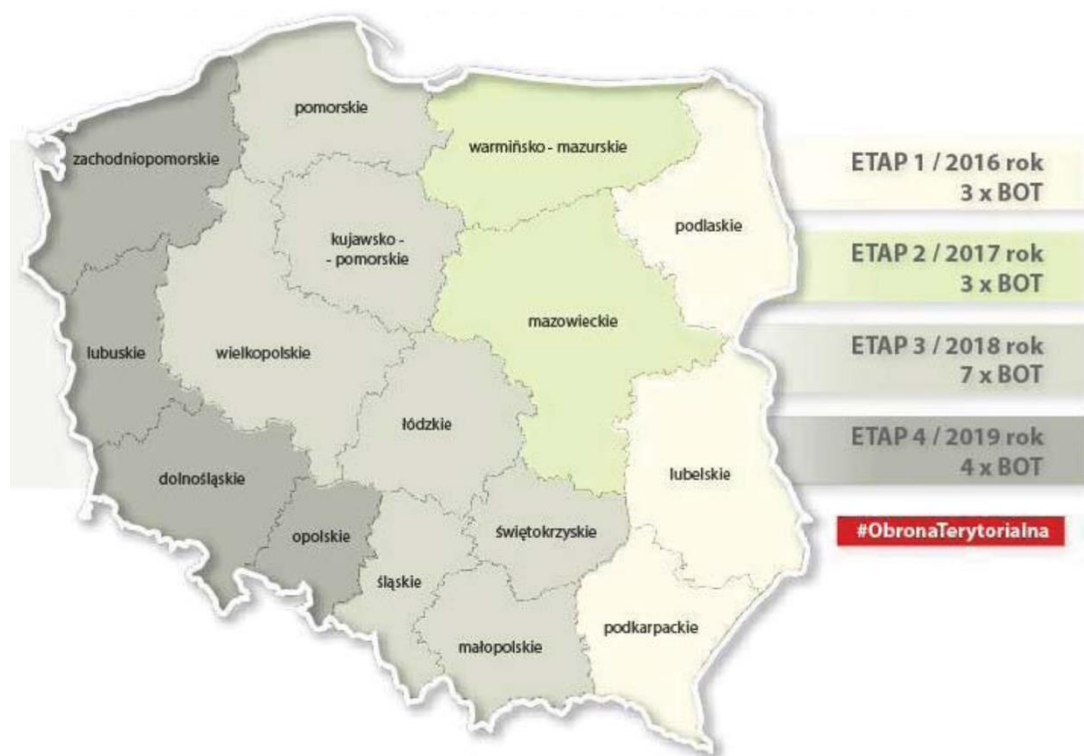 pomorskie
zachodniopomorskie
warmińsko - mazurskie
podlaskie
kujawsko -
- pomorskie
mazowieckie
lubuskie
wielkopolskie
łódzkie
dolnośląskie
lubelskie
opolskie
świętokrzyskie
śląskie
małopolskie
podkarpackie
ETAP 1 / 2016 rok
3 x BOT
ETAP 2 / 2017 rok
3 x BOT
ETAP 3 / 2018 rok
7 x BOT
ETAP 4 / 2019 rok
4 x BOT
#ObronaTerytorialna